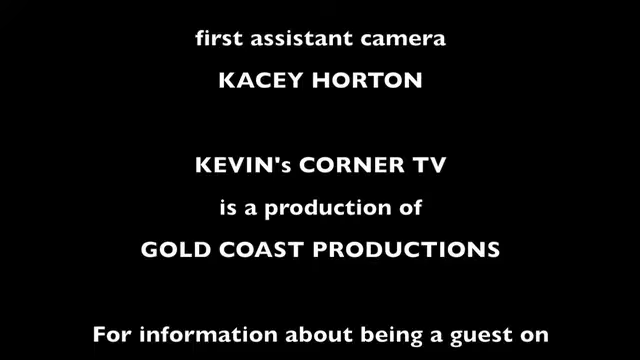 first assistant camera
KACEY HORTON
KEVIN's CORNER TV
is a production of
GOLD COAST PRODUCTIONS
For information about being a guest on